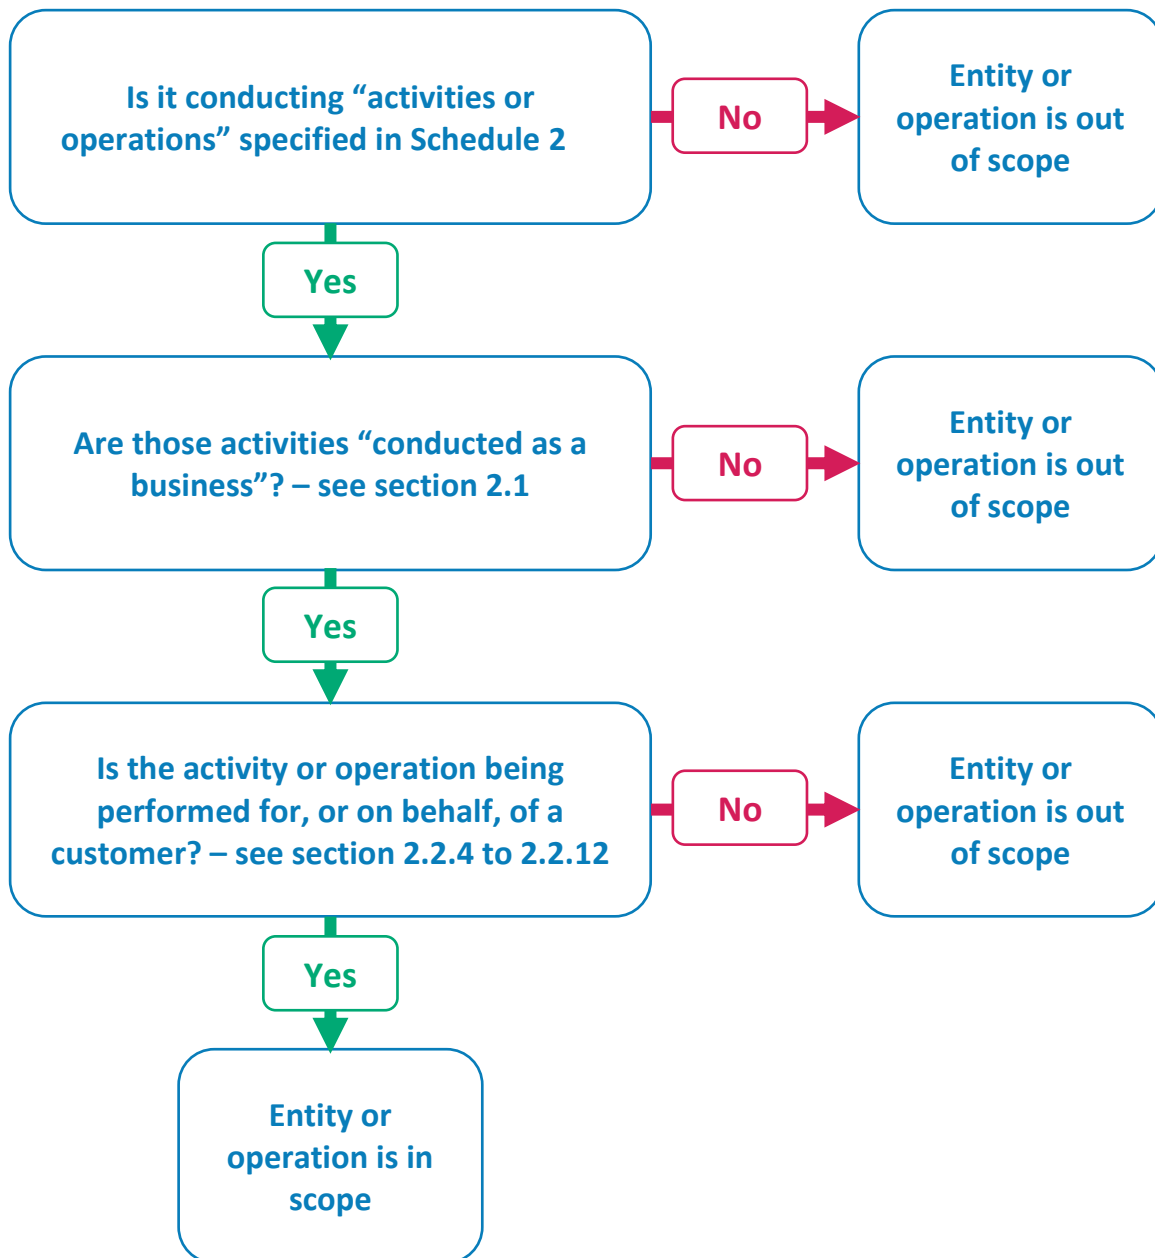 Is it conducting “activities or
operations” specified in Schedule 2
No
Entity or
operation is out
of scope
Yes
Are those activities “conducted as a
business”? – see section 2.1
No
Entity or
operation is out
of scope
Yes
Is the activity or operation being
performed for, or on behalf, of a
customer? – see section 2.2.4 to 2.2.12
No
Entity or
operation is out
of scope
Yes
Entity or
operation is in
scope